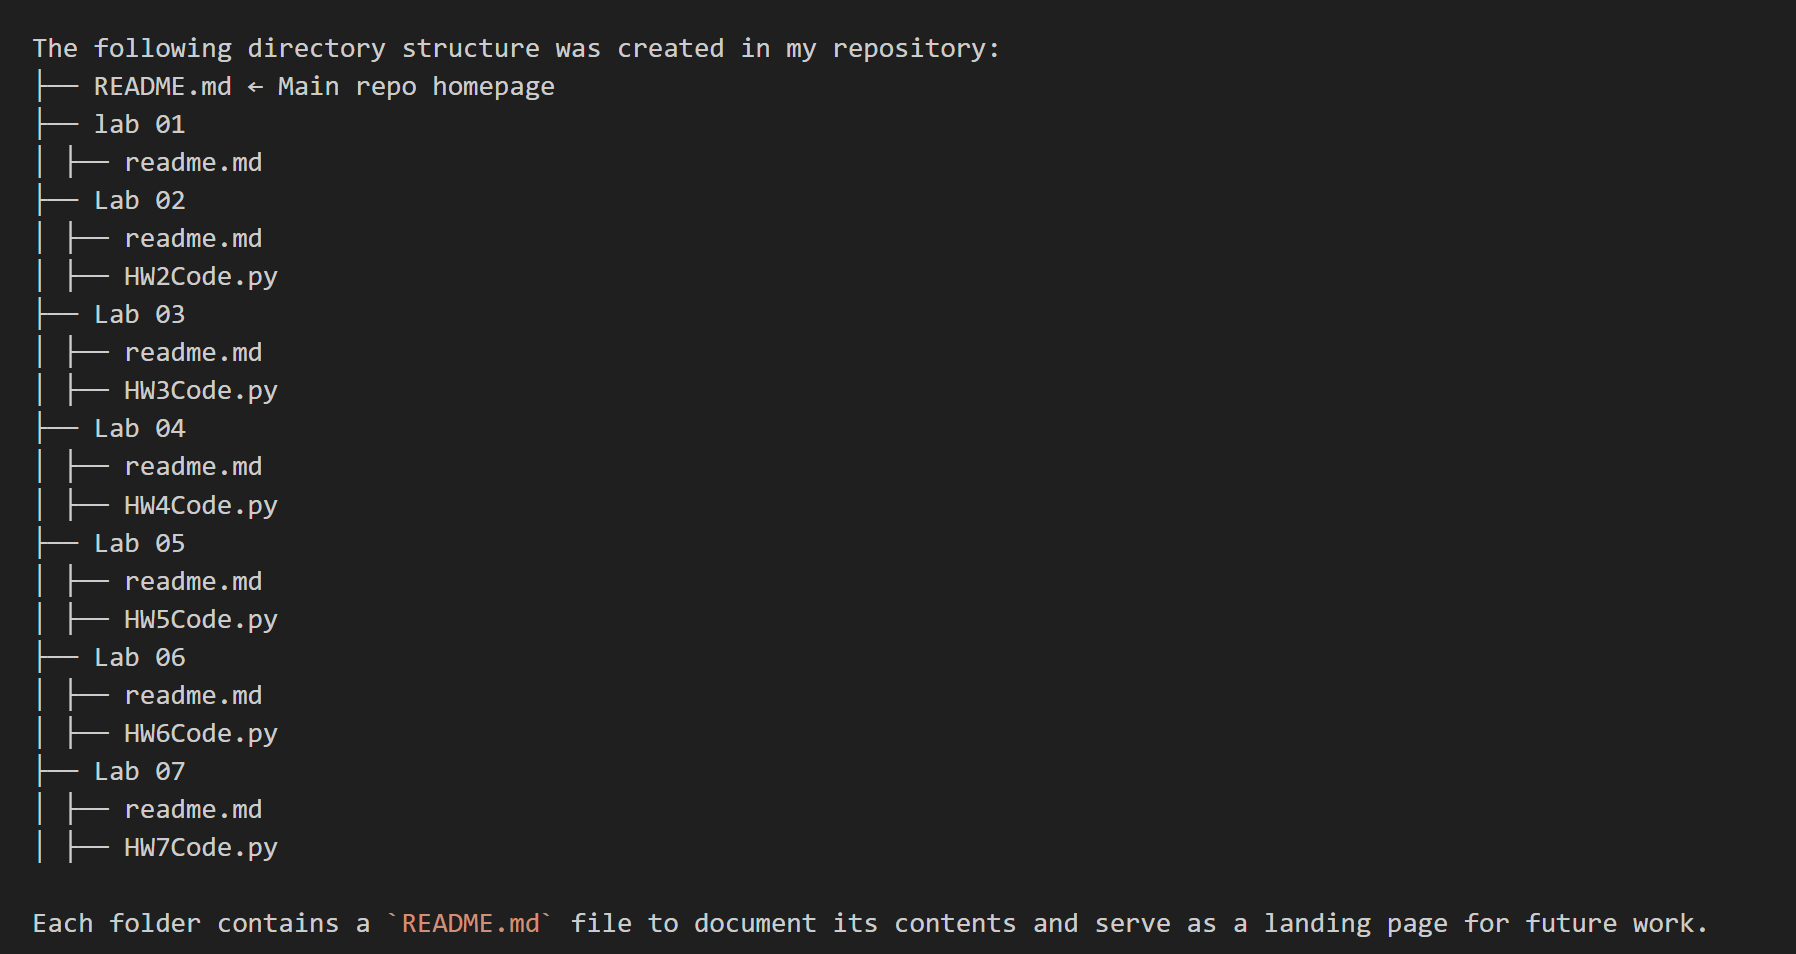 The following directory structure was created in my repository:
├── README.md ← Main repo homepage
├── lab 01
│ ├── readme.md
├── Lab 02
│ ├── readme.md
│ ├── HW2Code.py
├── Lab 03
│ ├── readme.md
│ ├── HW3Code.py
├── Lab 04
│ ├── readme.md
│ ├── HW4Code.py
├── Lab 05
│ ├── readme.md
│ ├── HW5Code.py
├── Lab 06
│ ├── readme.md
│ ├── HW6Code.py
├── Lab 07
│ ├── readme.md
│ ├── HW7Code.py
Each folder contains a `README.md` file to document its contents and serve as a landing page for future work.